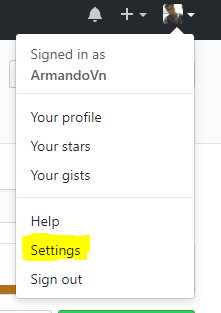 Signed in as
ArmandoVn
Your profile
Your stars
Your gists
Help
Settings
Sign out